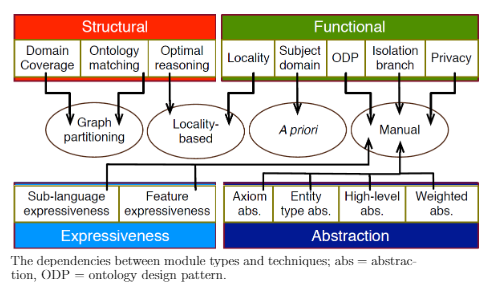 Structural
Functional
Domain Coverage
Ontology matching
Optimal reasoning
Locality
Subject domain
ODP
Isolation branch
Privacy
Graph partitioning
Locality-based
A priori
Manual
Sub-language expressiveness
Feature expressiveness
Axiom abs.
Entity type abs.
High-level abs.
Weighted abs.
Expressiveness
Abstraction
The dependencies between module types and techniques; abs = abstrac-
tion, ODP = ontology design pattern.